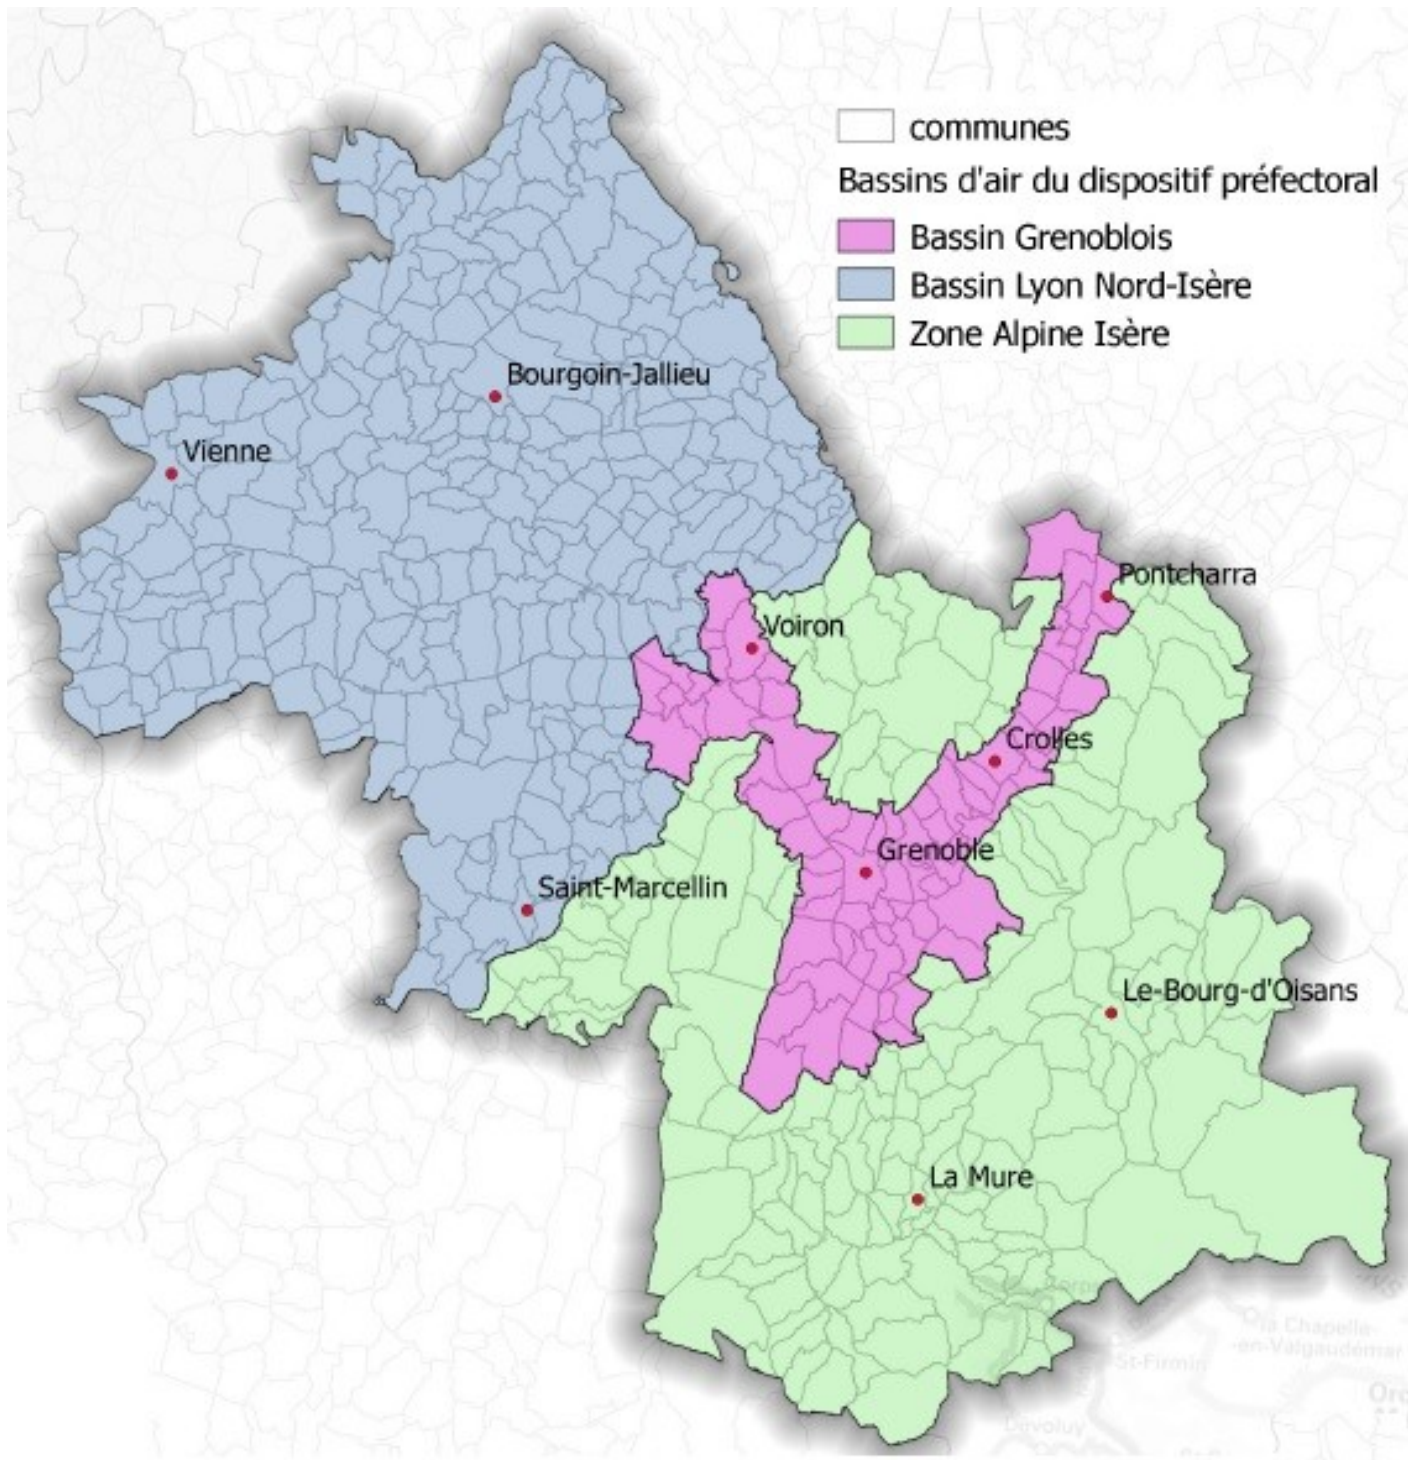 communes
Bassins d'air du dispositif préfectoral
Bassin Grenoblois
Bassin Lyon Nord-Isère
Zone Alpine Isère
Bourgoin-Jallieu
Vienne
Pontcharra
Voiron
Crolles
Grenoble
Saint-Marcellin
Le-Bourg-d'Oisans
La Mure
la Chapelle-
-en-Valgaudemar
St-Firmin
Dévoluy